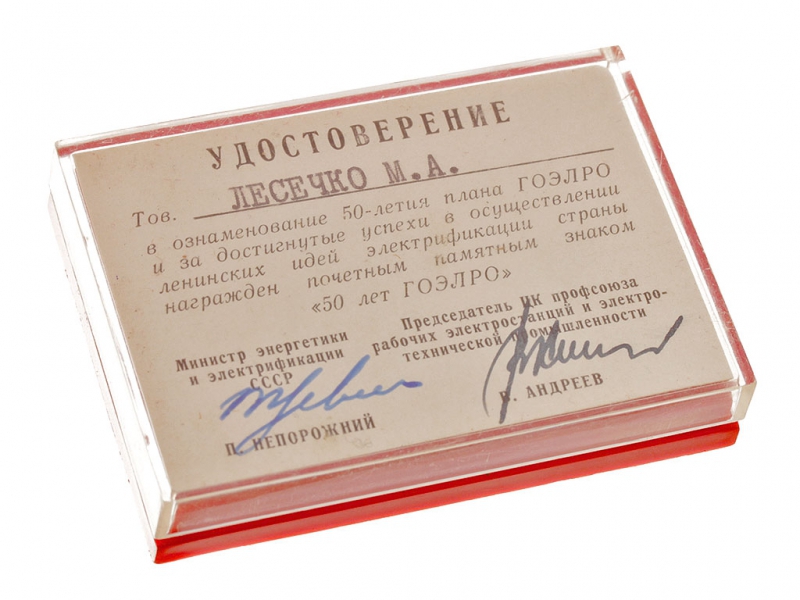 УДОСТОВЕРЕНИЕ
Тов. ЛЕСЕЧКО М.А.
в ознаменование 50-летия плана ГОЭЛРО
и за достигнутые успехи в осуществлении
ленинских идей электрификации страны
награжден почетным памятным знаком
«50 лет ГОЭЛРО»
Министр энергетики
и электрификации
СССР
П. НЕПОРОЖНИЙ
Председатель ЦК профсоюза
рабочих электростанций и электро-
технической промышленности
В. АНДРЕЕВ